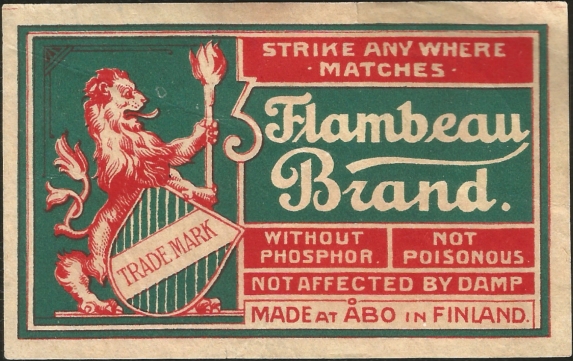 STRIKE ANY WHERE
· MATCHES ·
Flambeau
Brand.
TRADE MARK
WITHOUT
PHOSPHOR.
NOT
POISONOUS.
NOT AFFECTED BY DAMP
MADE AT ÅBO IN FINLAND.